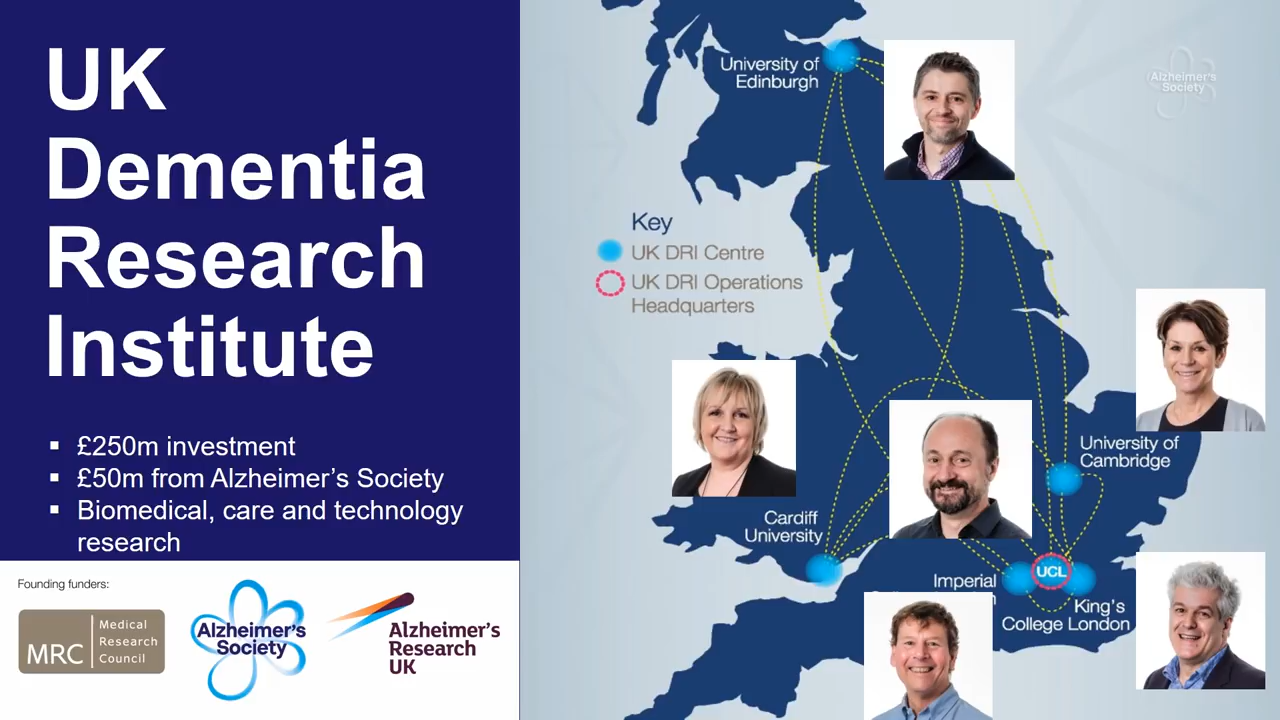 UK
Dementia
Research
Institute
▪ £250m investment
▪ £50m from Alzheimer's Society
▪ Biomedical, care and technology
research
Founding funders:
MRC
Medical
Research
Council
Alzheimer's
Society
Alzheimer's
Research
UK
University of
Edinburgh
Alzheimer's
Society
Key
UK DRI Centre
UK DRI Operations
Headquarters
University of
Cambridge
Cardiff
University
Imperial
UCL
King's
College London